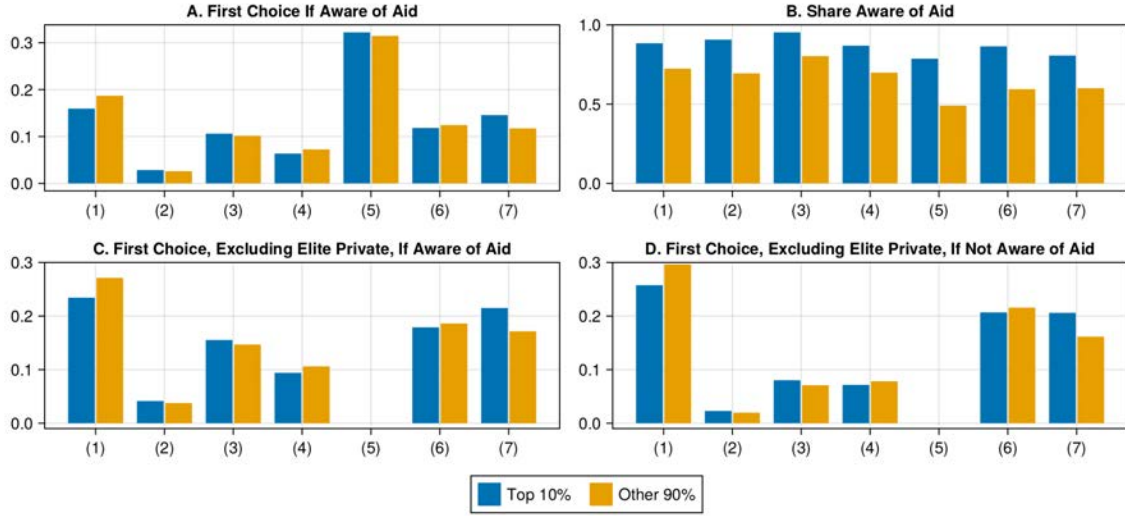 A. First Choice If Aware of Aid
0.3
0.2
0.1
0.0
(1) (2) (3) (4) (5) (6) (7)
B. Share Aware of Aid
1.0
0.5
0.0
(1) (2) (3) (4) (5) (6) (7)
C. First Choice, Excluding Elite Private, If Aware of Aid
0.3
0.2
0.1
0.0
(1) (2) (3) (4) (5) (6) (7)
D. First Choice, Excluding Elite Private, If Not Aware of Aid
0.3
0.2
0.1
0.0
(1) (2) (3) (4) (5) (6) (7)
Top 10% Other 90%